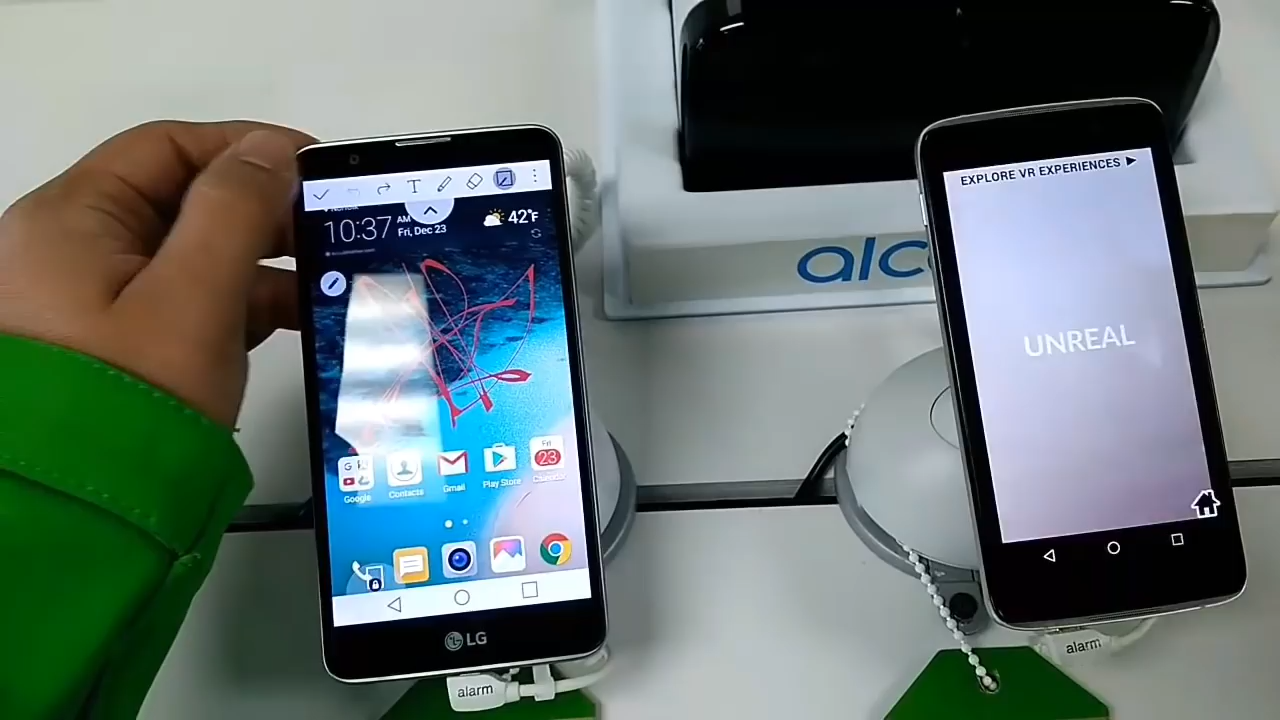 T
10:37 AM
Fri, Dec 23
42°F
Google
Contacts
Gmail
Play Store
Fri
23
LG
alarm
alc
EXPLORE VR EXPERIENCES
UNREAL
alarm